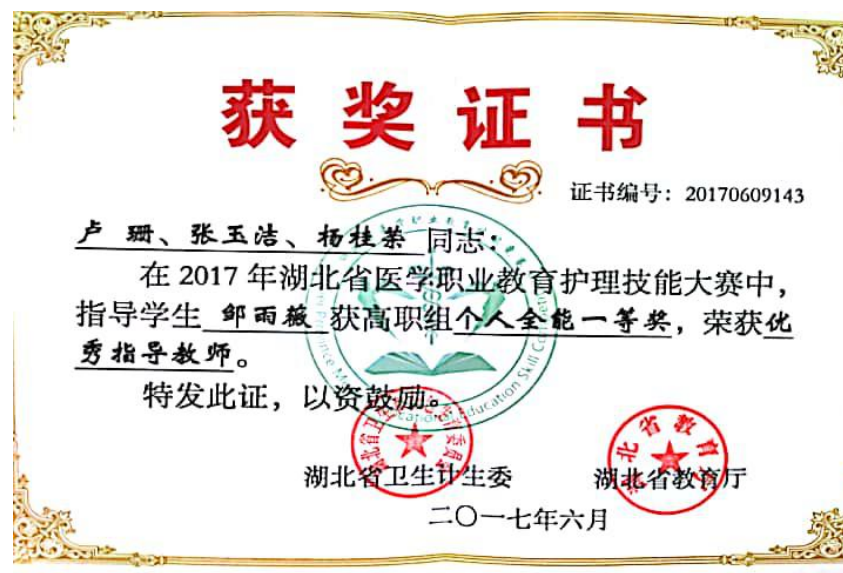 获奖证书
证书编号：20170609143
卢珊、张玉洁、杨桂荣 同志：
在 2017 年湖北省医学职业教育护理技能大赛中，
指导学生 邹雨薇 获高职组个人全能一等奖，荣获优
秀指导教师。
特发此证，以资鼓励。
湖北省卫生计生委 湖北省教育厅
二〇一七年六月